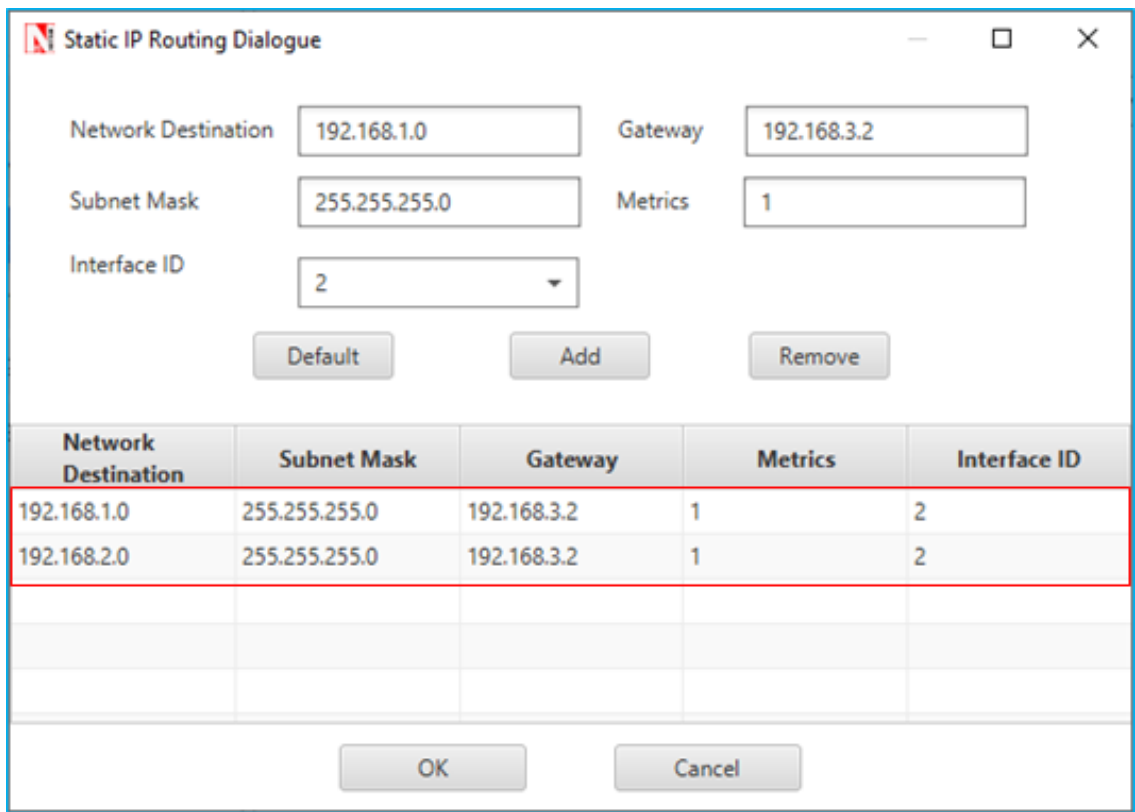 Static IP Routing Dialogue
Network Destination 192.168.1.0 Gateway 192.168.3.2
Subnet Mask 255.255.255.0 Metrics 1
Interface ID 2
Default Add Remove
Network Destination Subnet Mask Gateway Metrics Interface ID
192.168.1.0 255.255.255.0 192.168.3.2 1 2
192.168.2.0 255.255.255.0 192.168.3.2 1 2
OK Cancel